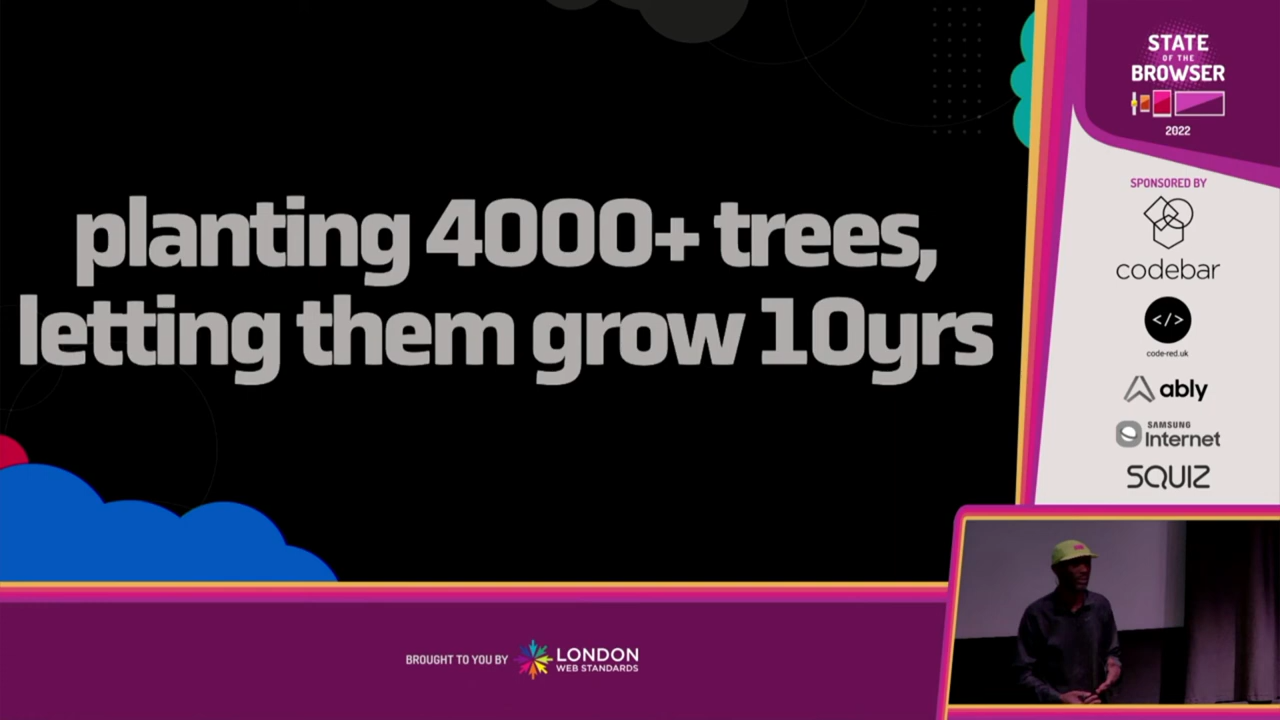 planting 4000+ trees,
letting them grow 10yrs
STATE
OF THE
BROWSER
2022
SPONSORED BY
codebar
</>
code-red.uk
ably
SAMSUNG
Internet
SQUIZ
BROUGHT TO YOU BY
LONDON
WEB STANDARDS